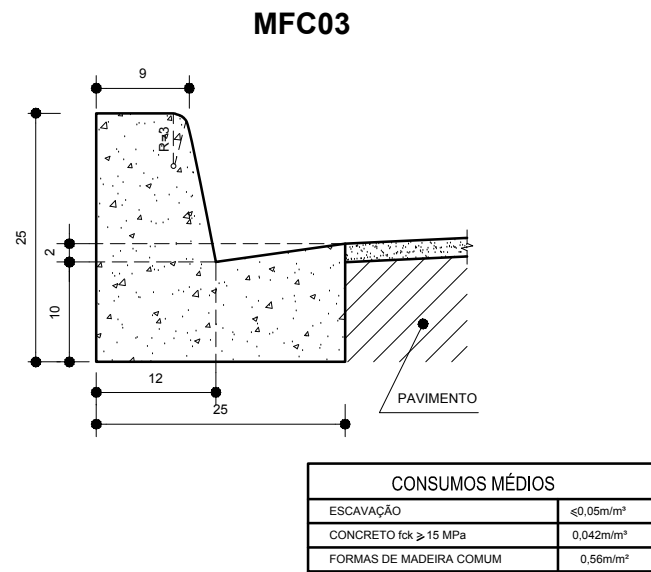 MFC03
9
R=3
25
2
10
12
25
PAVIMENTO
CONSUMOS MÉDIOS
ESCAVAÇÃO ⩽0,05m/m³
CONCRETO fck ⩾ 15 MPa 0,042m/m³
FORMAS DE MADEIRA COMUM 0,56m/m²